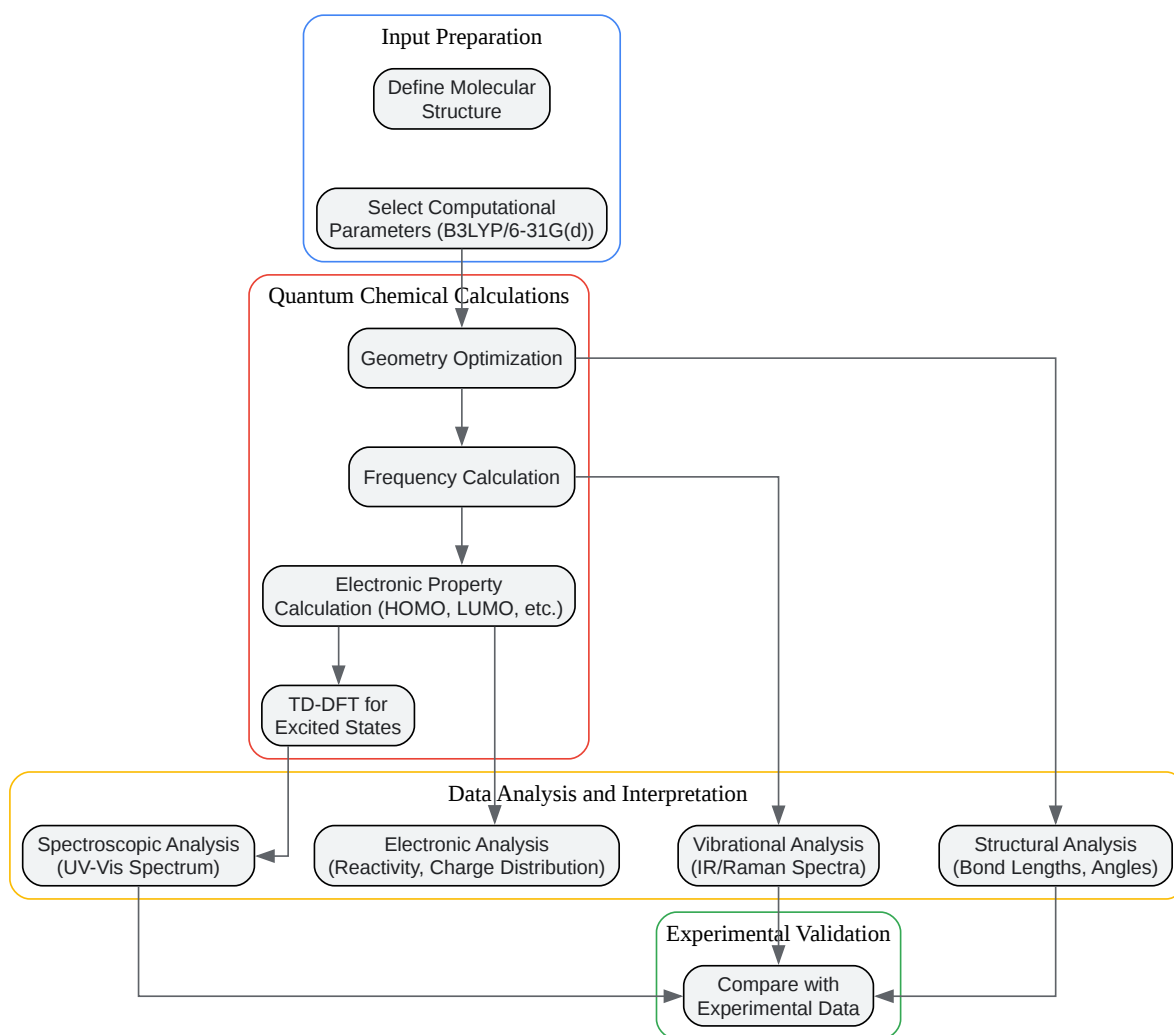 Input Preparation
Define Molecular
Structure
Select Computational
Parameters (B3LYP/6-31G(d))
Quantum Chemical Calculations
Geometry Optimization
Frequency Calculation
Electronic Property
Calculation (HOMO, LUMO, etc.)
TD-DFT for
Excited States
Data Analysis and Interpretation
Spectroscopic Analysis
(UV-Vis Spectrum)
Electronic Analysis
(Reactivity, Charge Distribution)
Vibrational Analysis
(IR/Raman Spectra)
Structural Analysis
(Bond Lengths, Angles)
Experimental Validation
Compare with
Experimental Data